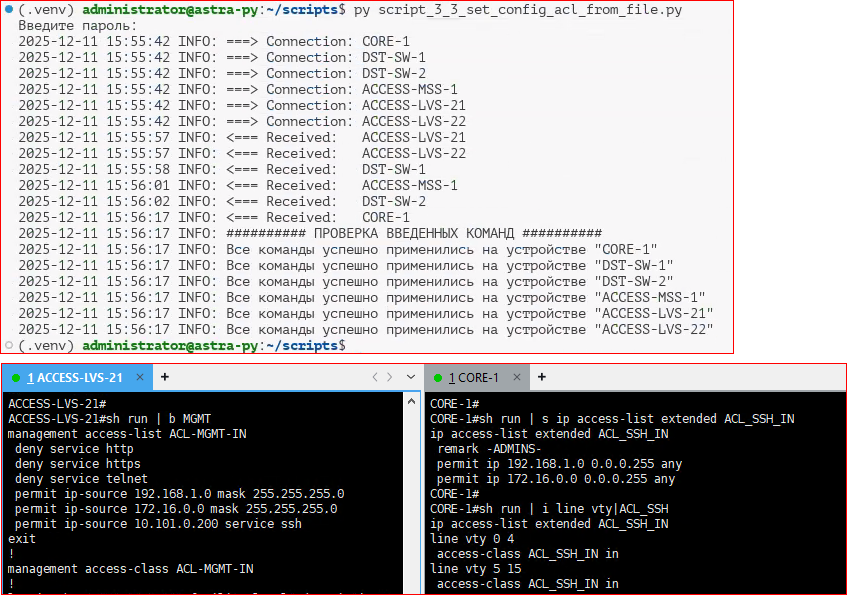 (.venv) administrator@astra-py:~/scripts$ py script_3_3_set_config_acl_from_file.py
Введите пароль:
2025-12-11 15:55:42 INFO: ===> Connection: CORE-1
2025-12-11 15:55:42 INFO: ===> Connection: DST-SW-1
2025-12-11 15:55:42 INFO: ===> Connection: DST-SW-2
2025-12-11 15:55:42 INFO: ===> Connection: ACCESS-MSS-1
2025-12-11 15:55:42 INFO: ===> Connection: ACCESS-LVS-21
2025-12-11 15:55:42 INFO: ===> Connection: ACCESS-LVS-22
2025-12-11 15:55:57 INFO: <=== Received:   ACCESS-LVS-21
2025-12-11 15:55:57 INFO: <=== Received:   ACCESS-LVS-22
2025-12-11 15:55:58 INFO: <=== Received:   DST-SW-1
2025-12-11 15:56:01 INFO: <=== Received:   ACCESS-MSS-1
2025-12-11 15:56:02 INFO: <=== Received:   DST-SW-2
2025-12-11 15:56:17 INFO: <=== Received:   CORE-1
2025-12-11 15:56:17 INFO: ########## ПРОВЕРКА ВВЕДЕННЫХ КОМАНД ##########
2025-12-11 15:56:17 INFO: Все команды успешно применились на устройстве "CORE-1"
2025-12-11 15:56:17 INFO: Все команды успешно применились на устройстве "DST-SW-1"
2025-12-11 15:56:17 INFO: Все команды успешно применились на устройстве "DST-SW-2"
2025-12-11 15:56:17 INFO: Все команды успешно применились на устройстве "ACCESS-MSS-1"
2025-12-11 15:56:17 INFO: Все команды успешно применились на устройстве "ACCESS-LVS-21"
2025-12-11 15:56:17 INFO: Все команды успешно применились на устройстве "ACCESS-LVS-22"
(.venv) administrator@astra-py:~/scripts$
1 ACCESS-LVS-21
ACCESS-LVS-21#
ACCESS-LVS-21#sh run | b MGMT
management access-list ACL-MGMT-IN
 deny service http
 deny service https
 deny service telnet
 permit ip-source 192.168.1.0 mask 255.255.255.0
 permit ip-source 172.16.0.0 mask 255.255.255.0
 permit ip-source 10.101.0.200 service ssh
exit
!
management access-class ACL-MGMT-IN
!
1 CORE-1
CORE-1#
CORE-1#sh run | s ip access-list extended ACL_SSH_IN
ip access-list extended ACL_SSH_IN
 remark -ADMINS-
 permit ip 192.168.1.0 0.0.0.255 any
 permit ip 172.16.0.0 0.0.0.255 any
CORE-1#
CORE-1#sh run | i line vty|ACL_SSH
ip access-list extended ACL_SSH_IN
line vty 0 4
 access-class ACL_SSH_IN in
line vty 5 15
 access-class ACL_SSH_IN in